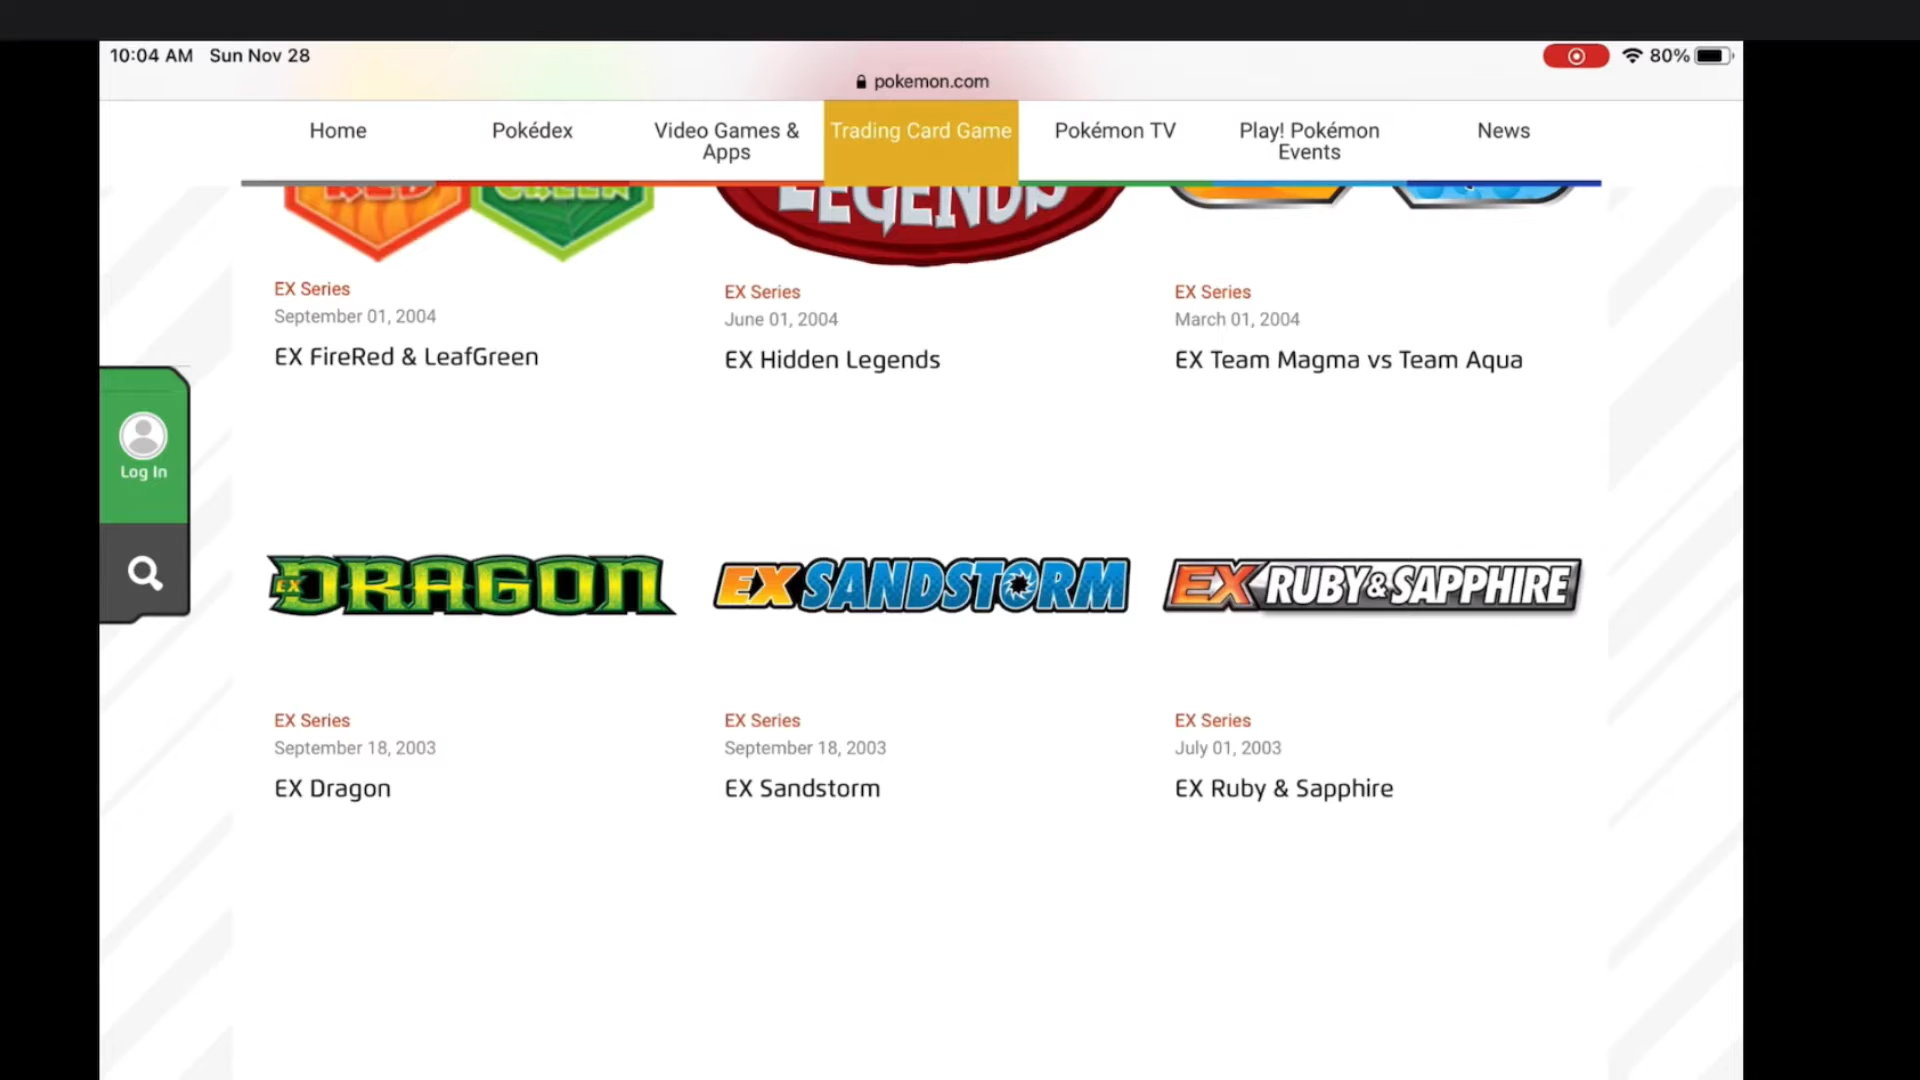 10:04 AM Sun Nov 28
80%
pokemon.com
Home
Pokédex
Video Games &
Apps
Trading Card Game
Pokémon TV
Play! Pokémon
Events
News
RED
GREEN
LEGENDS
EX Series
September 01, 2004
EX FireRed & LeafGreen
EX Series
June 01, 2004
EX Hidden Legends
EX Series
March 01, 2004
EX Team Magma vs Team Aqua
Log In
EX DRAGON
EX SANDSTORM
EX RUBY & SAPPHIRE
EX Series
September 18, 2003
EX Dragon
EX Series
September 18, 2003
EX Sandstorm
EX Series
July 01, 2003
EX Ruby & Sapphire